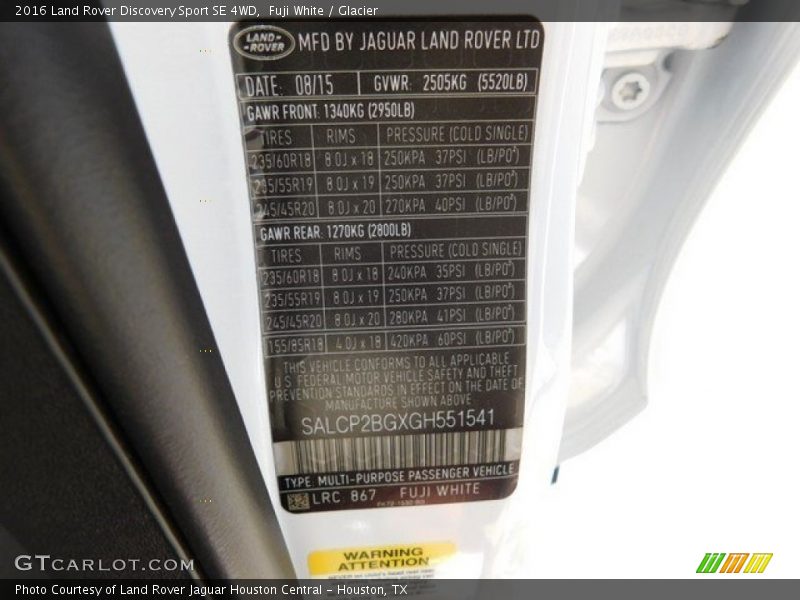 2016 Land Rover Discovery Sport SE 4WD, Fuji White / Glacier
LAND-
-ROVER
MFD BY JAGUAR LAND ROVER LTD
DATE: 08/15 GVWR: 2505KG (5520LB)
GAWR FRONT: 1340KG (2950LB)
TIRES RIMS PRESSURE (COLD SINGLE)
235/60R18 8.0J x 18 250KPA 37PSI (LB/PO²)
235/55R19 8.0J x 19 250KPA 37PSI (LB/PO²)
245/45R20 8.0J x 20 270KPA 40PSI (LB/PO²)
GAWR REAR: 1270KG (2800LB)
TIRES RIMS PRESSURE (COLD SINGLE)
235/60R18 8.0J x 18 240KPA 35PSI (LB/PO²)
235/55R19 8.0J x 19 250KPA 37PSI (LB/PO²)
245/45R20 8.0J x 20 280KPA 41PSI (LB/PO²)
155/85R18 4.0J x 18 420KPA 60PSI (LB/PO²)
THIS VEHICLE CONFORMS TO ALL APPLICABLE
U.S. FEDERAL MOTOR VEHICLE SAFETY AND THEFT
PREVENTION STANDARDS IN EFFECT ON THE DATE OF
MANUFACTURE SHOWN ABOVE
SALCP2BGXGH551541
TYPE: MULTI-PURPOSE PASSENGER VEHICLE
LRC 867 FUJI WHITE
WARNING
ATTENTION
GTCARLOT.COM
Photo Courtesy of Land Rover Jaguar Houston Central - Houston, TX